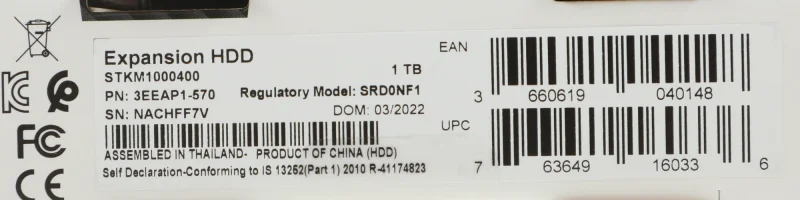 Expansion HDD
STKM1000400
1 TB
PN: 3EEAP1-570
Regulatory Model: SRD0NF1
SN: NACHFF7V
DOM: 03/2022
ASSEMBLED IN THAILAND- PRODUCT OF CHINA (HDD)
Self Declaration-Conforming to IS 13252(Part 1) 2010 R-41174823
EAN
3 660619 040148
UPC
7 63649 16033 6
FC
CE